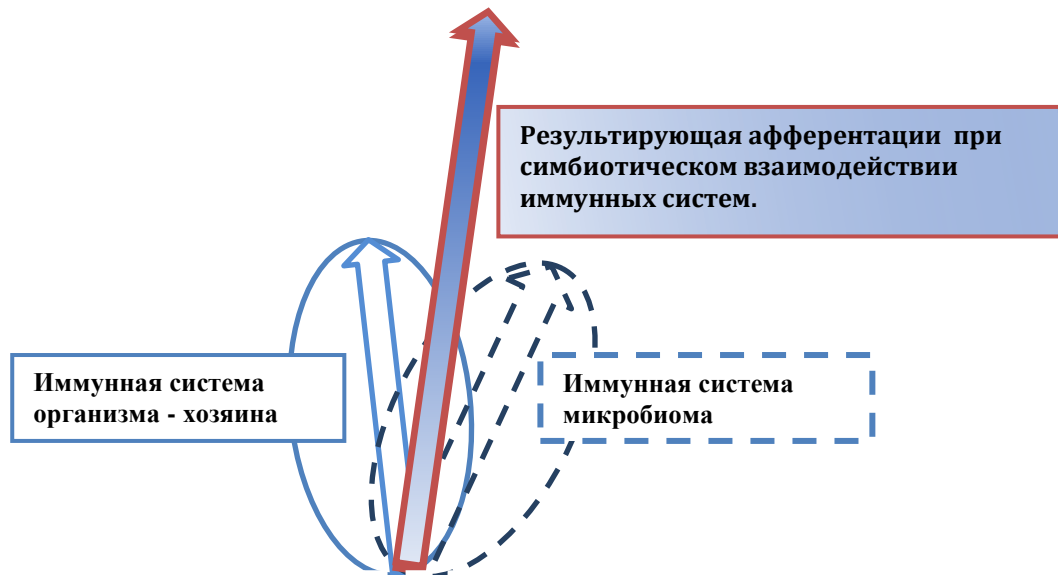 Результирующая афферентации при
симбиотическом взаимодействии
иммунных систем.
Иммунная система
организма - хозяина
Иммунная система
микробиома